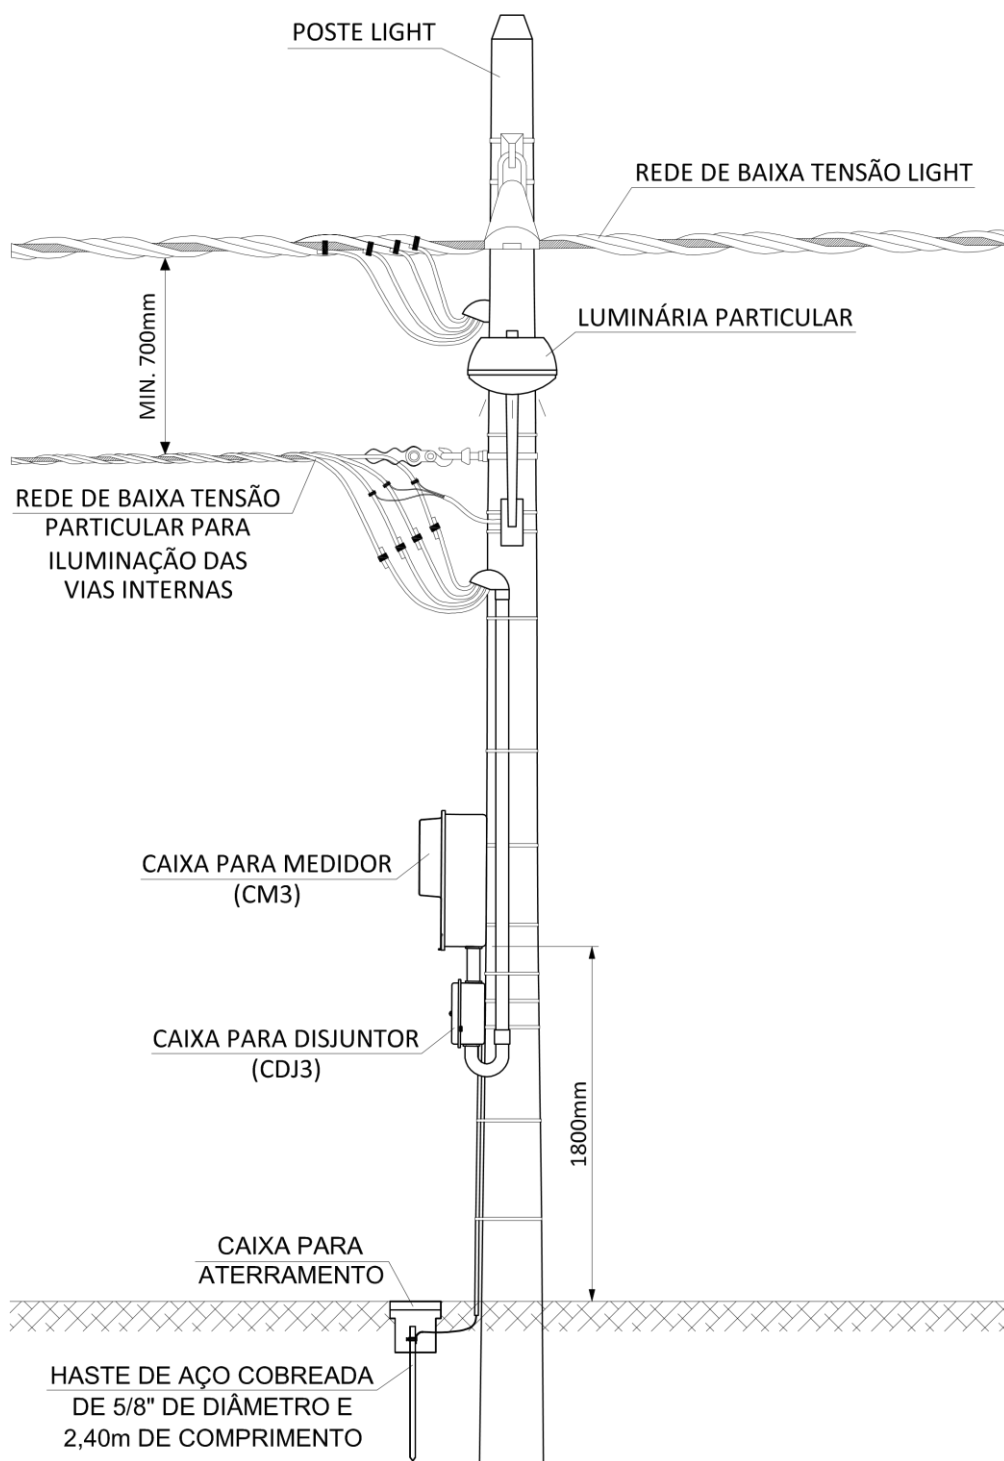 POSTE LIGHT
REDE DE BAIXA TENSÃO LIGHT
LUMINÁRIA PARTICULAR
MIN. 700mm
REDE DE BAIXA TENSÃO
PARTICULAR PARA
ILUMINAÇÃO DAS
VIAS INTERNAS
CAIXA PARA MEDIDOR
(CM3)
CAIXA PARA DISJUNTOR
(CDJ3)
1800mm
CAIXA PARA
ATERRAMENTO
HASTE DE AÇO COBREADA
DE 5/8" DE DIÂMETRO E
2,40m DE COMPRIMENTO